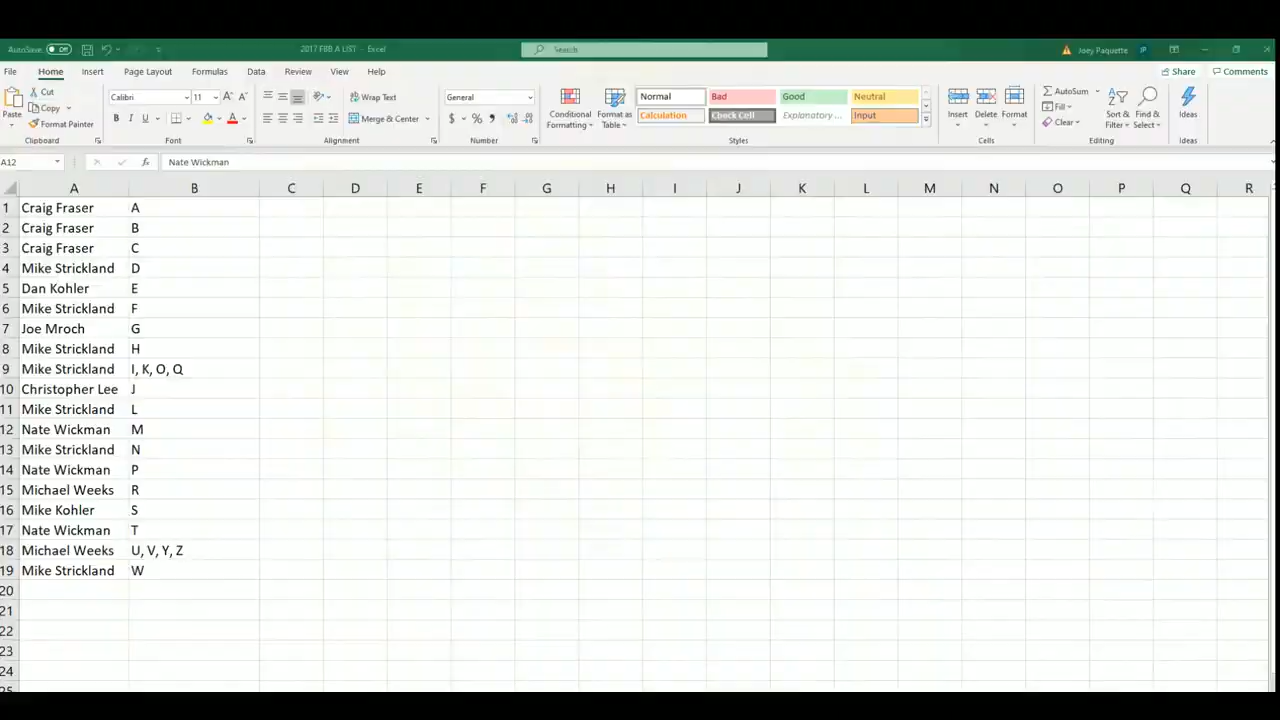 AutoSave Off 2017 FBB A LIST - Excel Search Joey Paquette JP
File Home Insert Page Layout Formulas Data Review View Help Share Comments
Paste Cut Copy Format Painter Clipboard
Calibri 11 A A B I U A Font
Wrap Text Merge & Center Alignment
General $ % , Number
Conditional Formatting Format as Table
Normal Bad Good Neutral
Calculation Check Cell Explanatory ... Input
Styles
Insert Delete Format Cells
AutoSum Fill Clear Sort & Filter Find & Select Editing
Ideas Ideas
A12 fx Nate Wickman
A B C D E F G H I J K L M N O P Q R
1 Craig Fraser A
2 Craig Fraser B
3 Craig Fraser C
4 Mike Strickland D
5 Dan Kohler E
6 Mike Strickland F
7 Joe Mroch G
8 Mike Strickland H
9 Mike Strickland I, K, O, Q
10 Christopher Lee J
11 Mike Strickland L
12 Nate Wickman M
13 Mike Strickland N
14 Nate Wickman P
15 Michael Weeks R
16 Mike Kohler S
17 Nate Wickman T
18 Michael Weeks U, V, Y, Z
19 Mike Strickland W
20
21
22
23
24
25